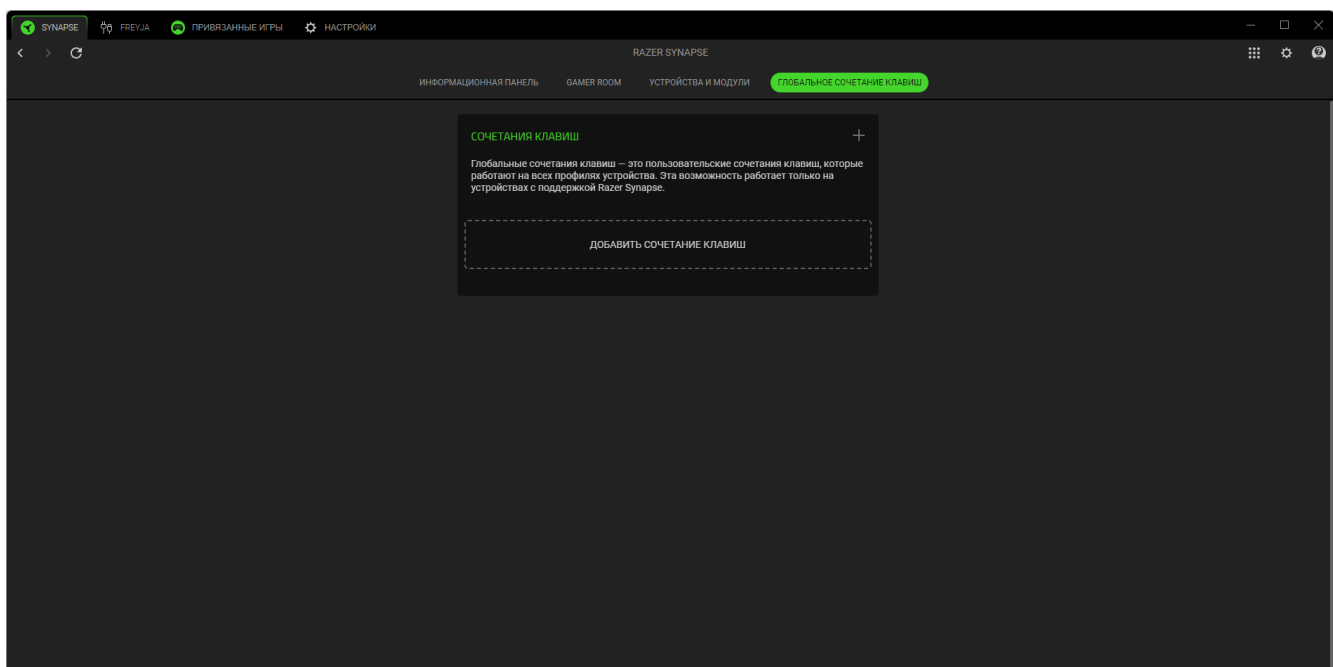 SYNAPSE FREYJA ПРИВЯЗАННЫЕ ИГРЫ НАСТРОЙКИ
RAZER SYNAPSE
ИНФОРМАЦИОННАЯ ПАНЕЛЬ GAMER ROOM УСТРОЙСТВА И МОДУЛИ ГЛОБАЛЬНОЕ СОЧЕТАНИЕ КЛАВИШ
СОЧЕТАНИЯ КЛАВИШ
Глобальные сочетания клавиш — это пользовательские сочетания клавиш, которые
работают на всех профилях устройства. Эта возможность работает только на
устройствах с поддержкой Razer Synapse.
ДОБАВИТЬ СОЧЕТАНИЕ КЛАВИШ